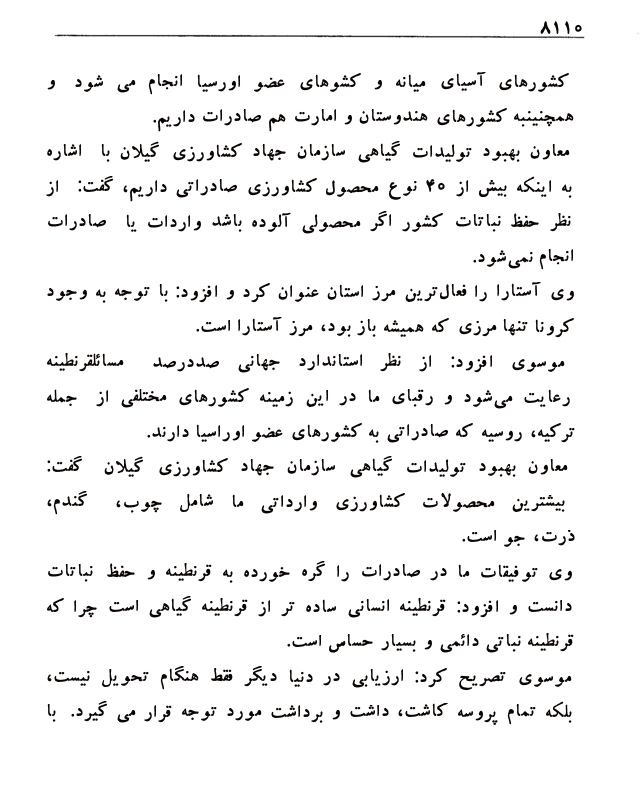 ۸۱۱۰
کشورهای آسیای میانه و کشوهای عضو اورسیا انجام می شود و
همچنینبه کشورهای هندوستان و امارت هم صادرات داریم.
معاون بهبود تولیدات گیاهی سازمان جهاد کشاورزی گیلان با اشاره
به اینکه بیش از ۴۰ نوع محصول کشاورزی صادراتی داریم، گفت: از
نظر حفظ نباتات کشور اگر محصولی آلوده باشد واردات یا صادرات
انجام نمی‌شود.
وی آستارا را فعال‌ترین مرز استان عنوان کرد و افزود: با توجه به وجود
کرونا تنها مرزی که همیشه باز بود، مرز آستارا است.
موسوی افزود: از نظر استاندارد جهانی صددرصد مسائلقرنطینه
رعایت می‌شود و رقبای ما در این زمینه کشورهای مختلفی از جمله
ترکیه، روسیه که صادراتی به کشورهای عضو اوراسیا دارند.
معاون بهبود تولیدات گیاهی سازمان جهاد کشاورزی گیلان گفت:
بیشترین محصولات کشاورزی وارداتی ما شامل چوب، گندم،
ذرت، جو است.
وی توفیقات ما در صادرات را گره خورده به قرنطینه و حفظ نباتات
دانست و افزود: قرنطینه انسانی ساده تر از قرنطینه گیاهی است چرا که
قرنطینه نباتی دائمی و بسیار حساس است.
موسوی تصریح کرد: ارزیابی در دنیا دیگر فقط هنگام تحویل نیست،
بلکه تمام پروسه کاشت، داشت و برداشت مورد توجه قرار می گیرد. با